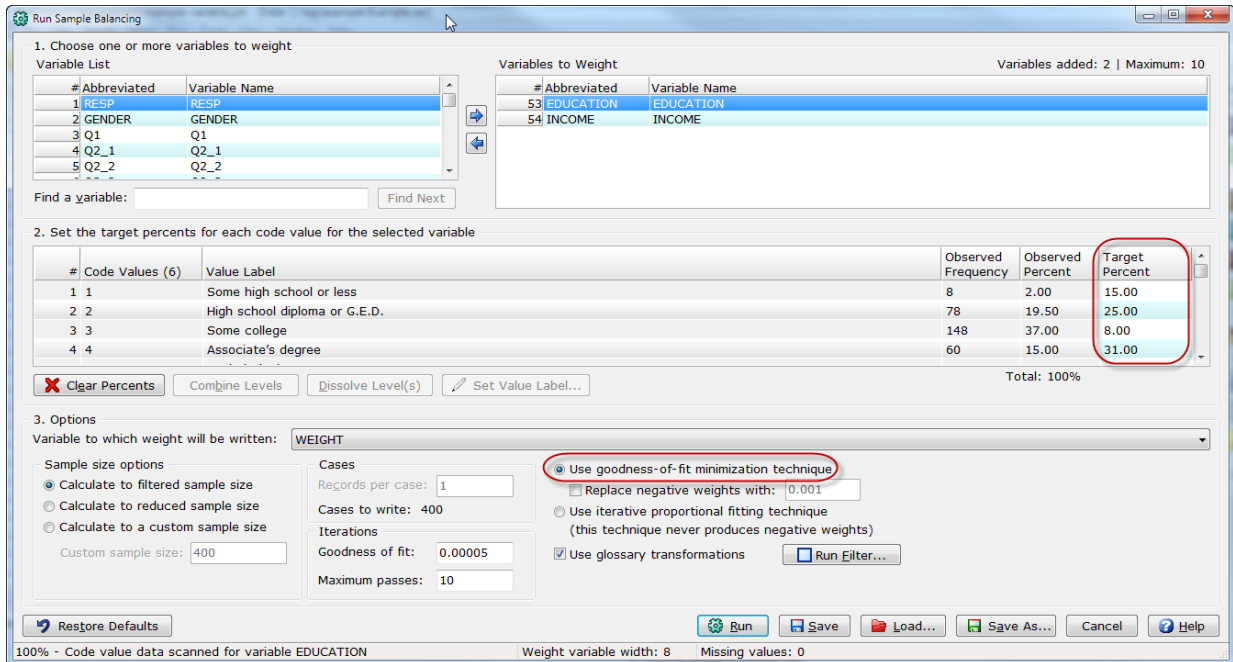 Run Sample Balancing
1. Choose one or more variables to weight
Variable List
# Abbreviated Variable Name
1 RESP RESP
2 GENDER GENDER
3 Q1 Q1
4 Q2_1 Q2_1
5 Q2_2 Q2_2
Find a variable: Find Next
Variables to Weight Variables added: 2 | Maximum: 10
# Abbreviated Variable Name
53 EDUCATION EDUCATION
54 INCOME INCOME
2. Set the target percents for each code value for the selected variable
# Code Values (6) Value Label Observed Frequency Observed Percent Target Percent
1 1 Some high school or less 8 2.00 15.00
2 2 High school diploma or G.E.D. 78 19.50 25.00
3 3 Some college 148 37.00 8.00
4 4 Associate's degree 60 15.00 31.00
Clear Percents Combine Levels Dissolve Level(s) Set Value Label... Total: 100%
3. Options
Variable to which weight will be written: WEIGHT
Sample size options
Calculate to filtered sample size
Calculate to reduced sample size
Calculate to a custom sample size
Custom sample size: 400
Cases
Records per case: 1
Cases to write: 400
Iterations
Goodness of fit: 0.00005
Maximum passes: 10
Use goodness-of-fit minimization technique
Replace negative weights with: 0.001
Use iterative proportional fitting technique
(this technique never produces negative weights)
Use glossary transformations Run Filter...
Restore Defaults Run Save Load... Save As... Cancel Help
100% - Code value data scanned for variable EDUCATION Weight variable width: 8 Missing values: 0